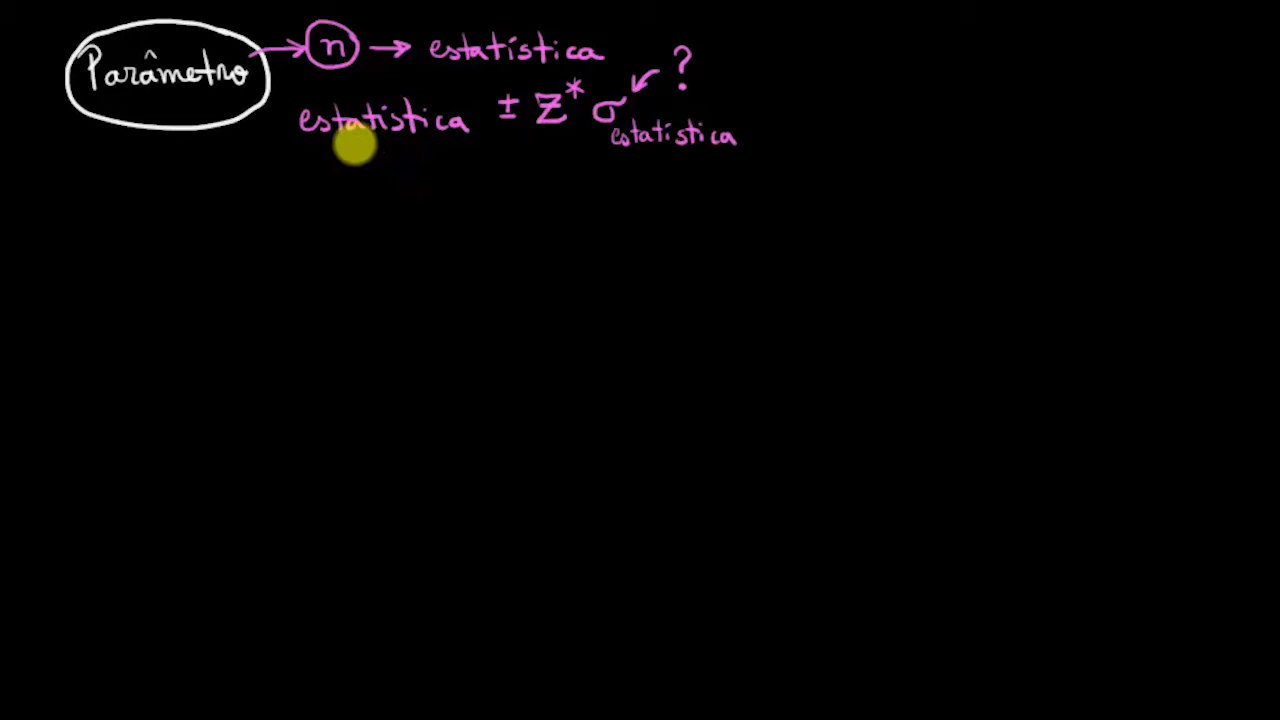 Parâmetro → n → estatística
estatística ± Z* σ estatística ?